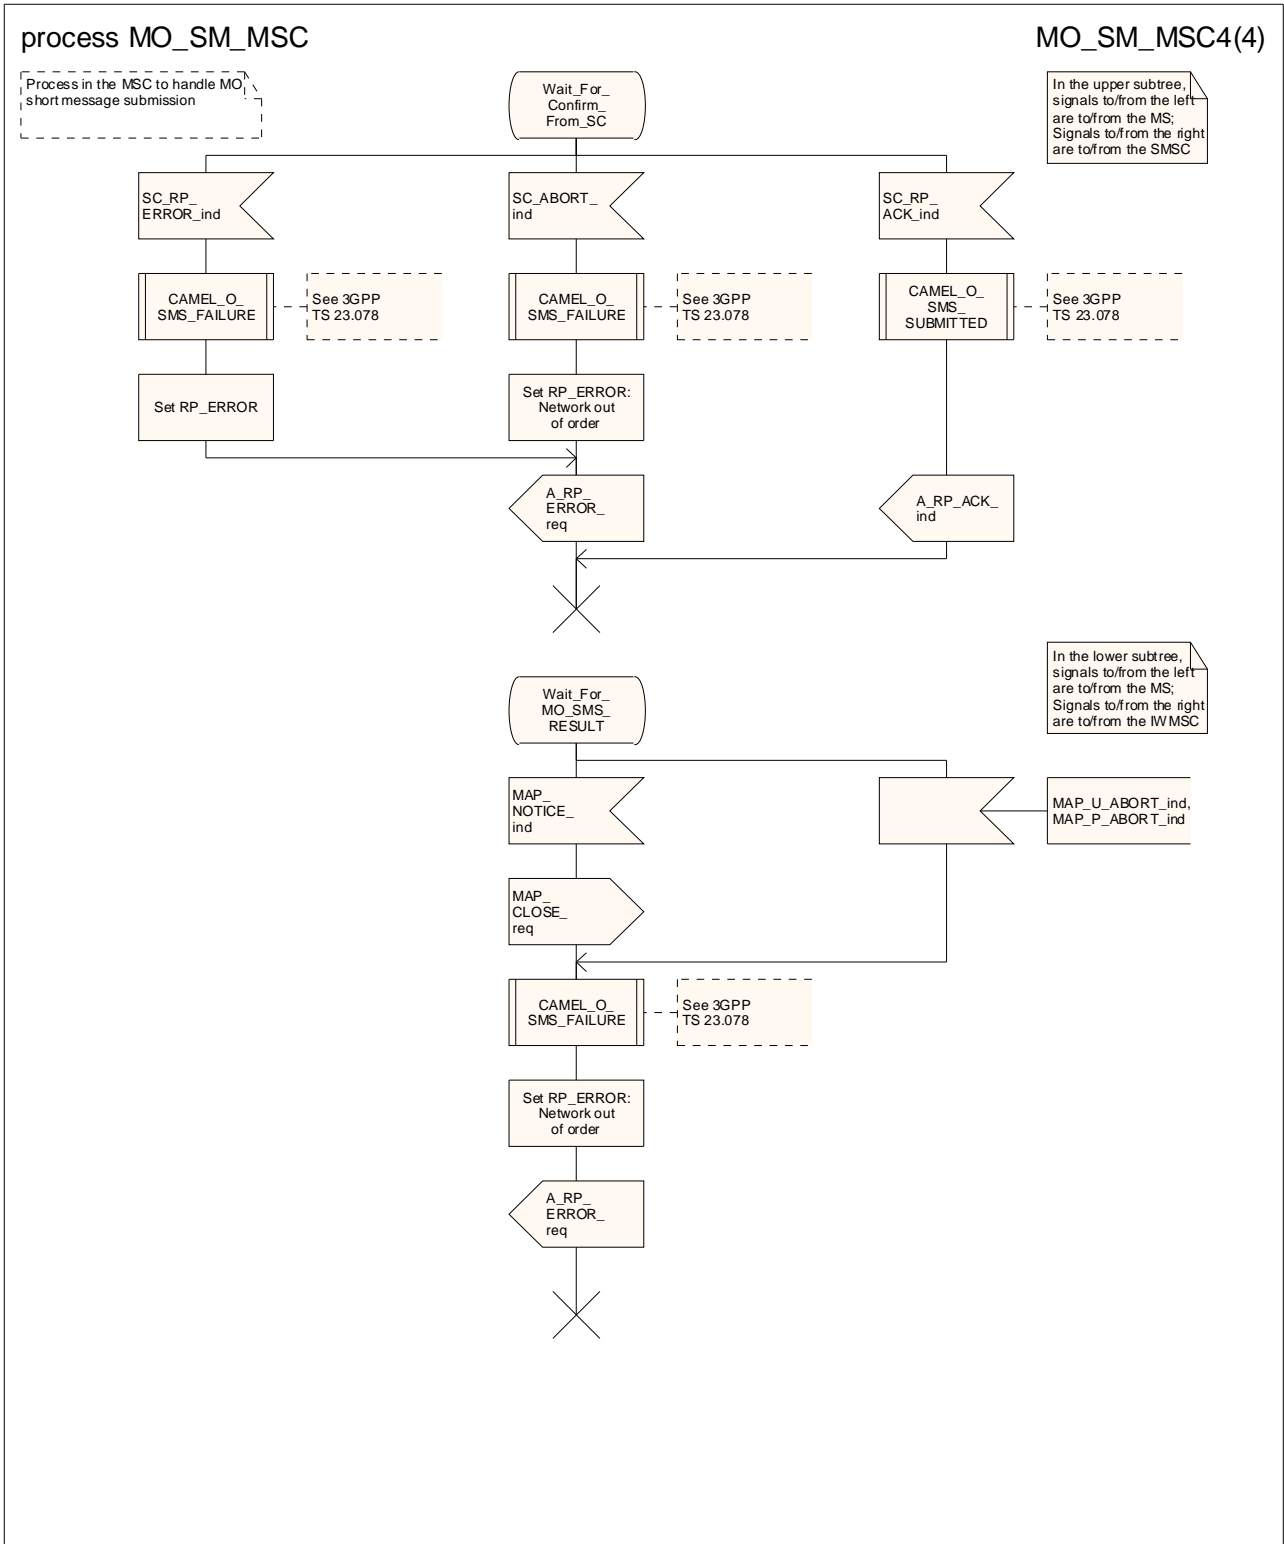 process MO_SM_MSC
MO_SM_MSC4(4)
Process in the MSC to handle MO
short message submission
Wait_For_
Confirm_
From_SC
In the upper subtree,
signals to/from the left
are to/from the MS;
Signals to/from the right
are to/from the SMSC
SC_RP_
ERROR_ind
SC_ABORT_
ind
SC_RP_
ACK_ind
CAMEL_O_
SMS_FAILURE
See 3GPP
TS 23.078
CAMEL_O_
SMS_FAILURE
See 3GPP
TS 23.078
CAMEL_O_
SMS_
SUBMITTED
See 3GPP
TS 23.078
Set RP_ERROR
Set RP_ERROR:
Network out
of order
A_RP_
ERROR_
req
A_RP_ACK_
ind
In the lower subtree,
signals to/from the left
are to/from the MS;
Signals to/from the right
are to/from the IWMSC
Wait_For_
MO_SMS_
RESULT
MAP_
NOTICE_
ind
MAP_U_ABORT_ind,
MAP_P_ABORT_ind
MAP_
CLOSE_
req
CAMEL_O_
SMS_FAILURE
See 3GPP
TS 23.078
Set RP_ERROR:
Network out
of order
A_RP_
ERROR_
req